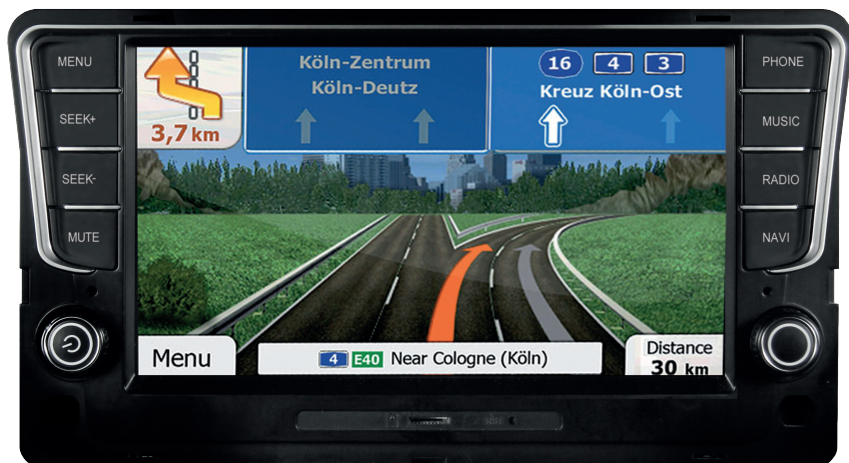 MENU
SEEK+
SEEK-
MUTE
3,7 km
Köln-Zentrum
Köln-Deutz
16 4 3
Kreuz Köln-Ost
PHONE
MUSIC
RADIO
NAVI
Menu
4 E40 Near Cologne (Köln)
Distance
30 km